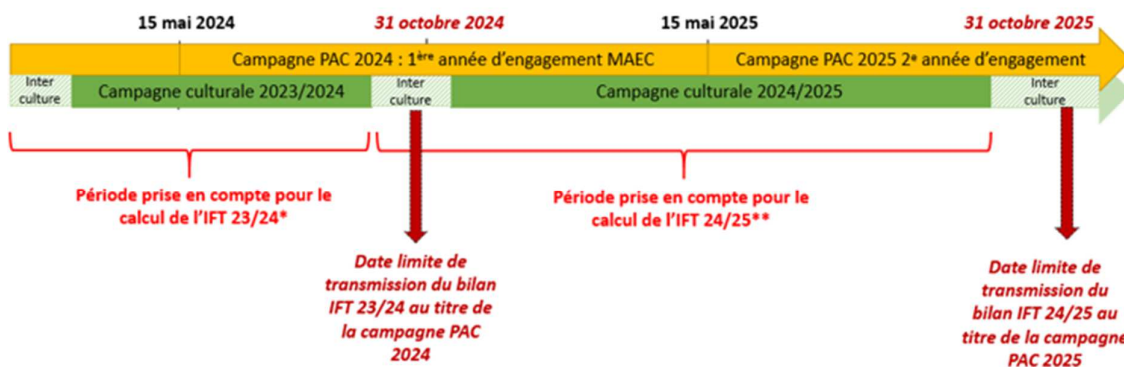 15 mai 2024
31 octobre 2024
15 mai 2025
31 octobre 2025
Campagne PAC 2024 : 1ère année d'engagement MAEC
Campagne PAC 2025 2e année d'engagement
Inter
culture
Campagne culturale 2023/2024
Inter
culture
Campagne culturale 2024/2025
Inter
culture
Période prise en compte pour le
calcul de l'IFT 23/24*
Période prise en compte pour le
calcul de l'IFT 24/25**
Date limite de
transmission du bilan
IFT 23/24 au titre de
la campagne PAC
2024
Date limite de
transmission du
bilan IFT 24/25 au
titre de la campagne
PAC 2025